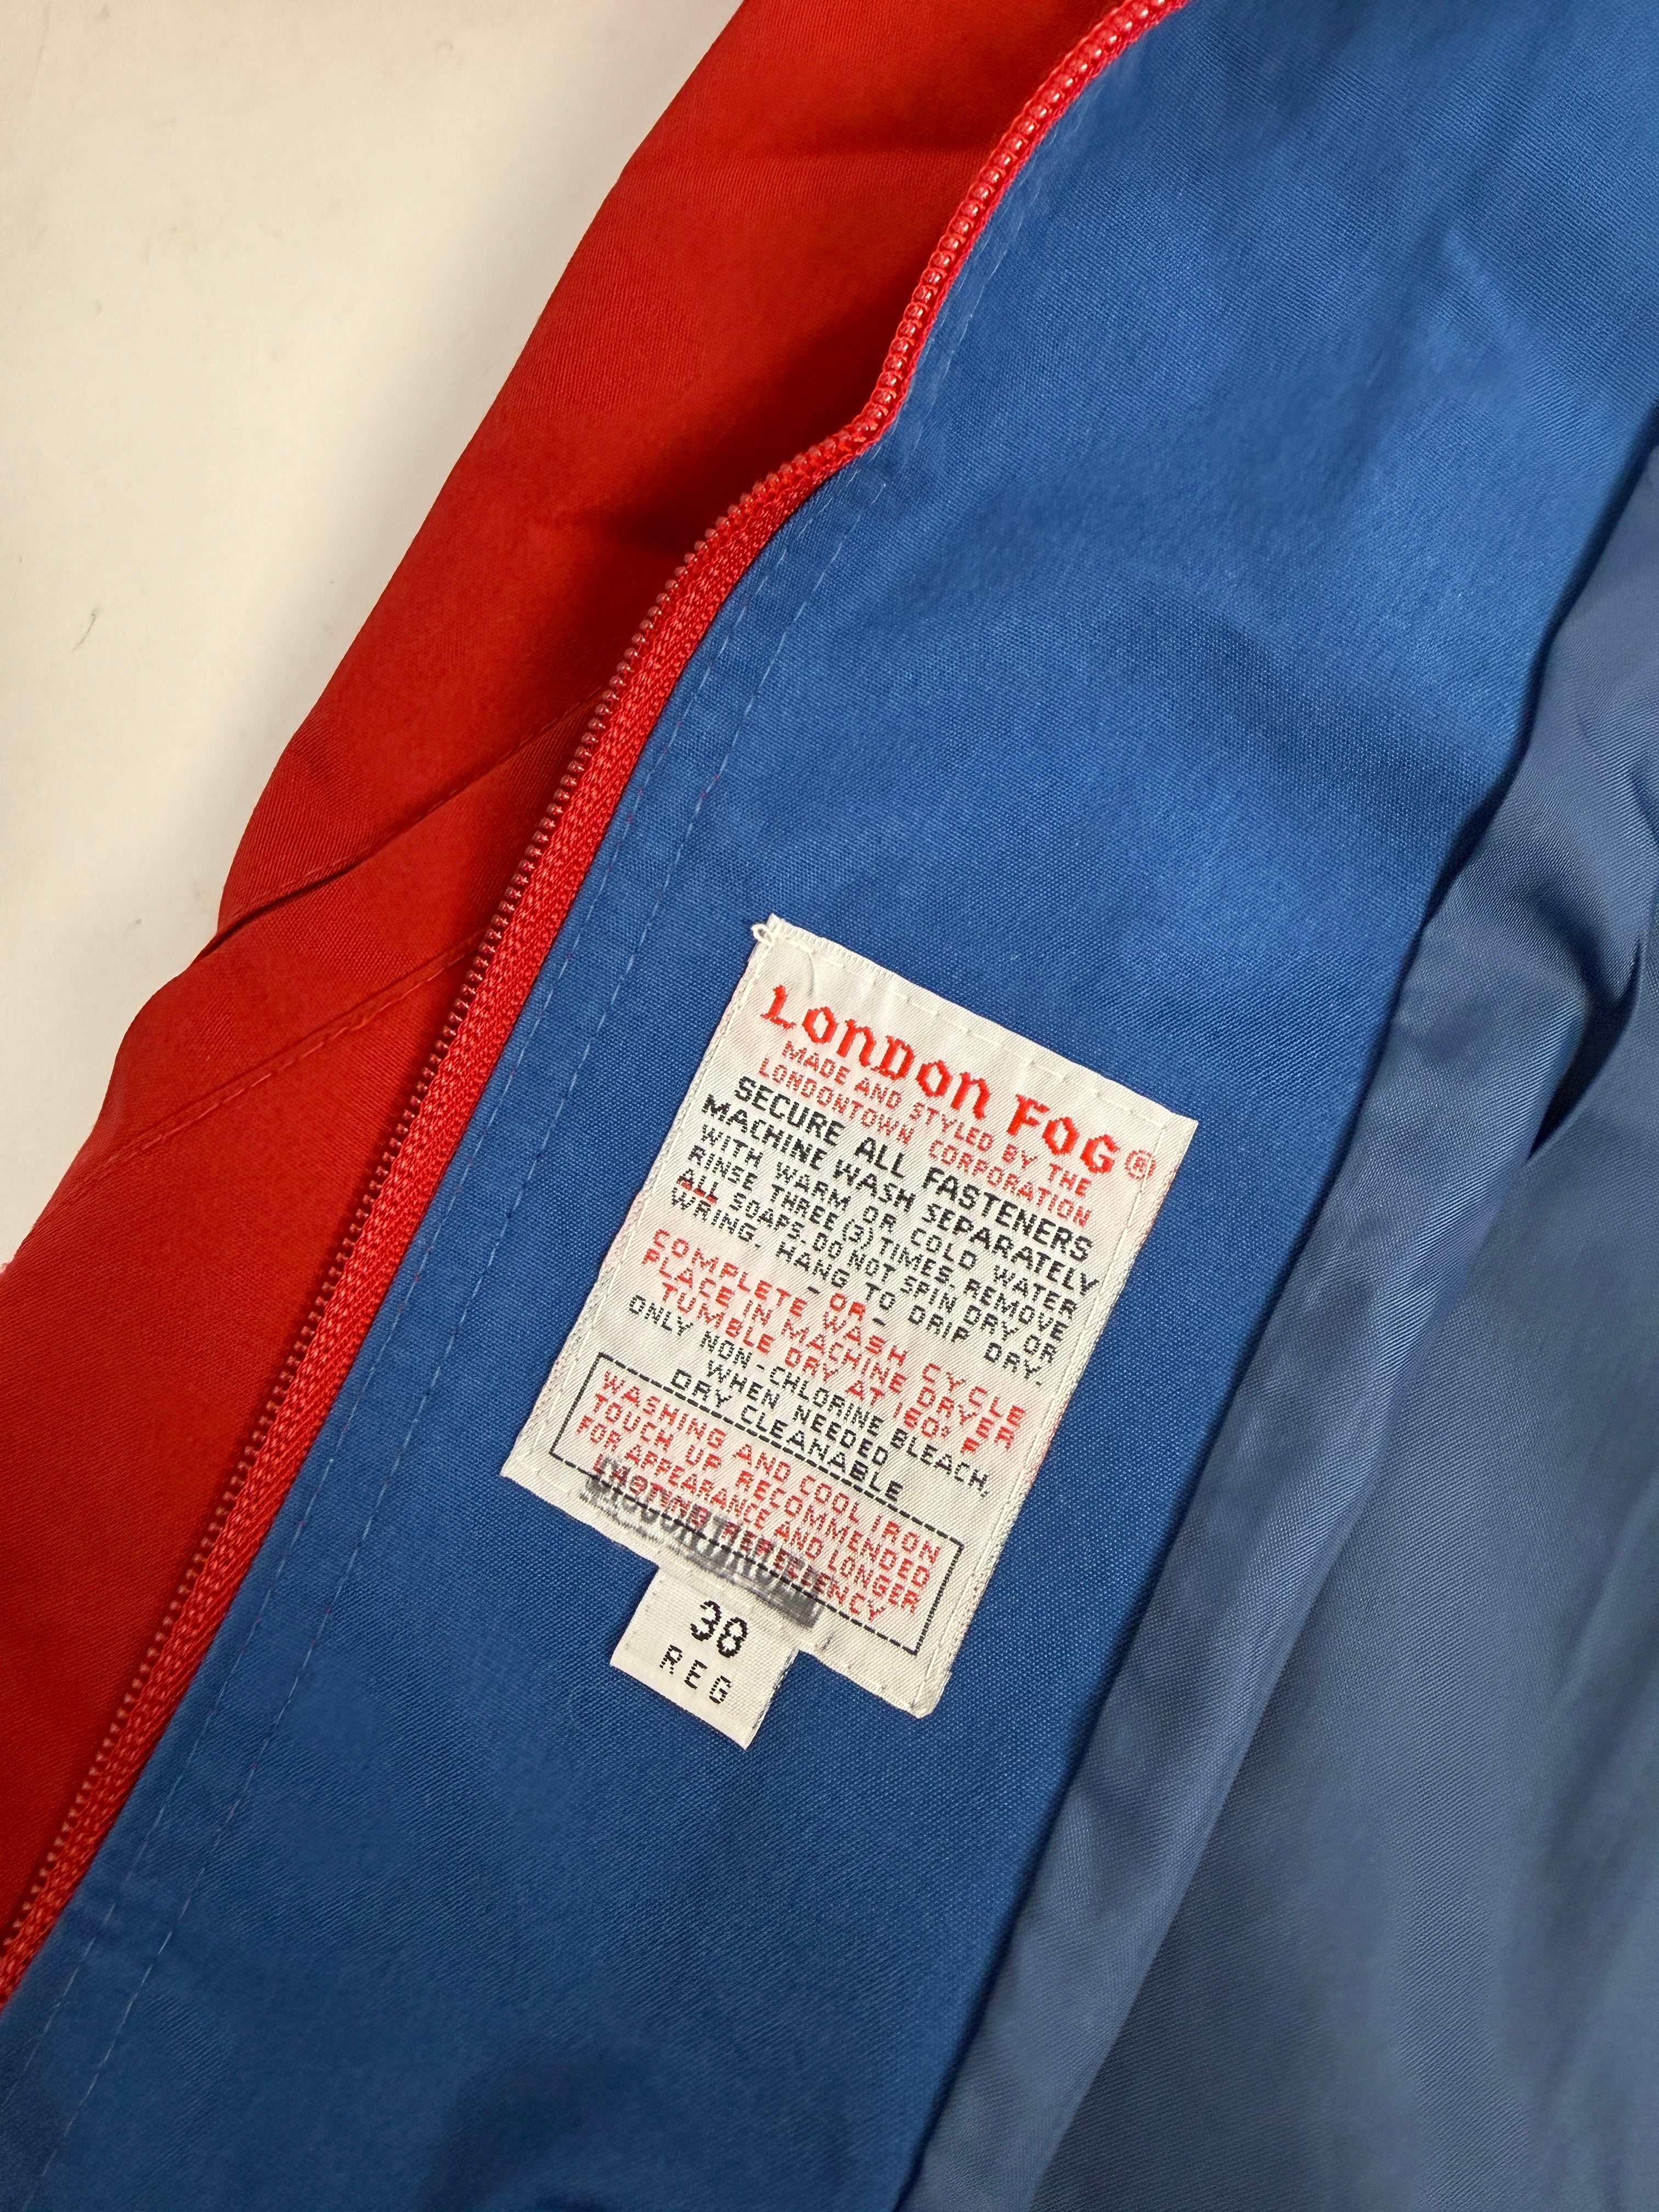 LONDON FOG®
MADE AND STYLED BY THE
LONDONTOWN CORPORATION
SECURE ALL FASTENERS
MACHINE WASH SEPARATELY
WITH WARM OR COLD WATER
RINSE THREE (3) TIMES. REMOVE
ALL SOAPS. DO NOT SPIN DRY OR
WRING. HANG TO DRIP DRY.
- OR -
COMPLETE WASH CYCLE
PLACE IN MACHINE DRYER
TUMBLE DRY AT 160° F
ONLY NON-CHLORINE BLEACH,
WHEN NEEDED
DRY CLEANABLE
WASHING AND COOL IRON
TOUCH UP RECOMMENDED
FOR APPEARANCE AND LONGER
REPELLENCY
38
REG